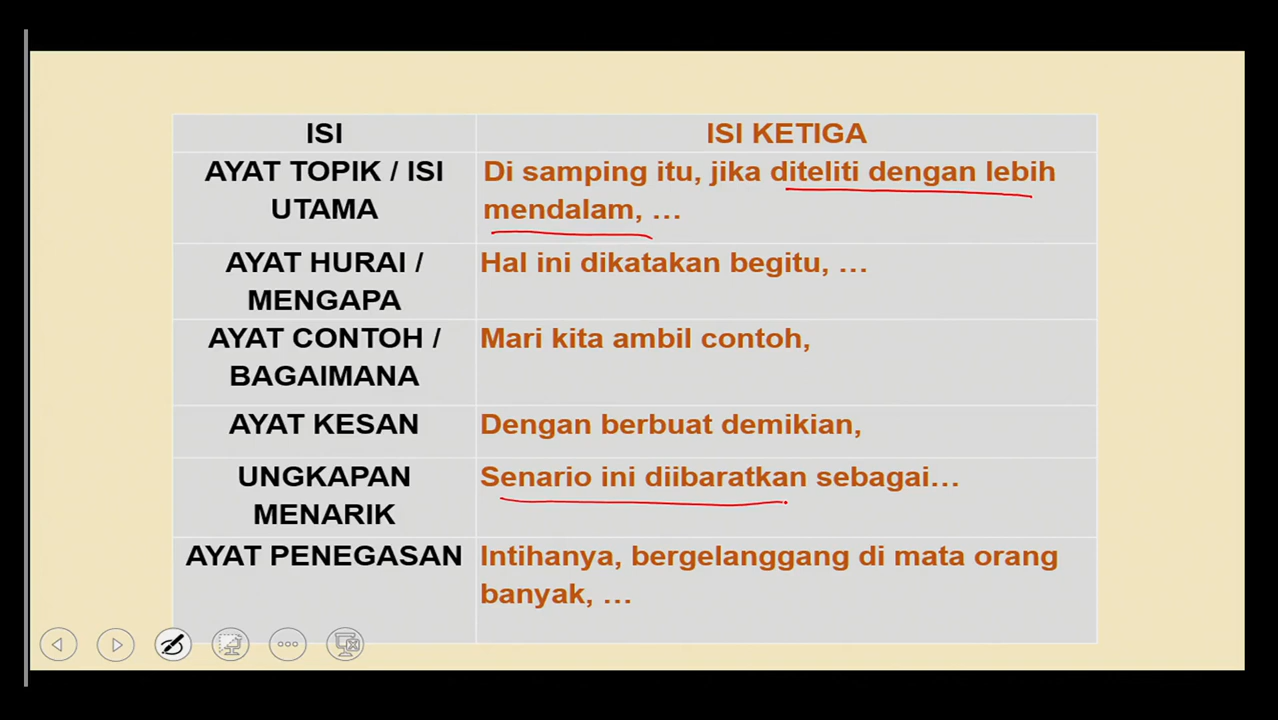 ISI
ISI KETIGA
AYAT TOPIK / ISI
UTAMA
Di samping itu, jika diteliti dengan lebih
mendalam, …
AYAT HURAI /
MENGAPA
Hal ini dikatakan begitu, …
AYAT CONTOH /
BAGAIMANA
Mari kita ambil contoh,
AYAT KESAN
Dengan berbuat demikian,
UNGKAPAN
MENARIK
Senario ini diibaratkan sebagai…
AYAT PENEGASAN
Intihanya, bergelanggang di mata orang
banyak, …